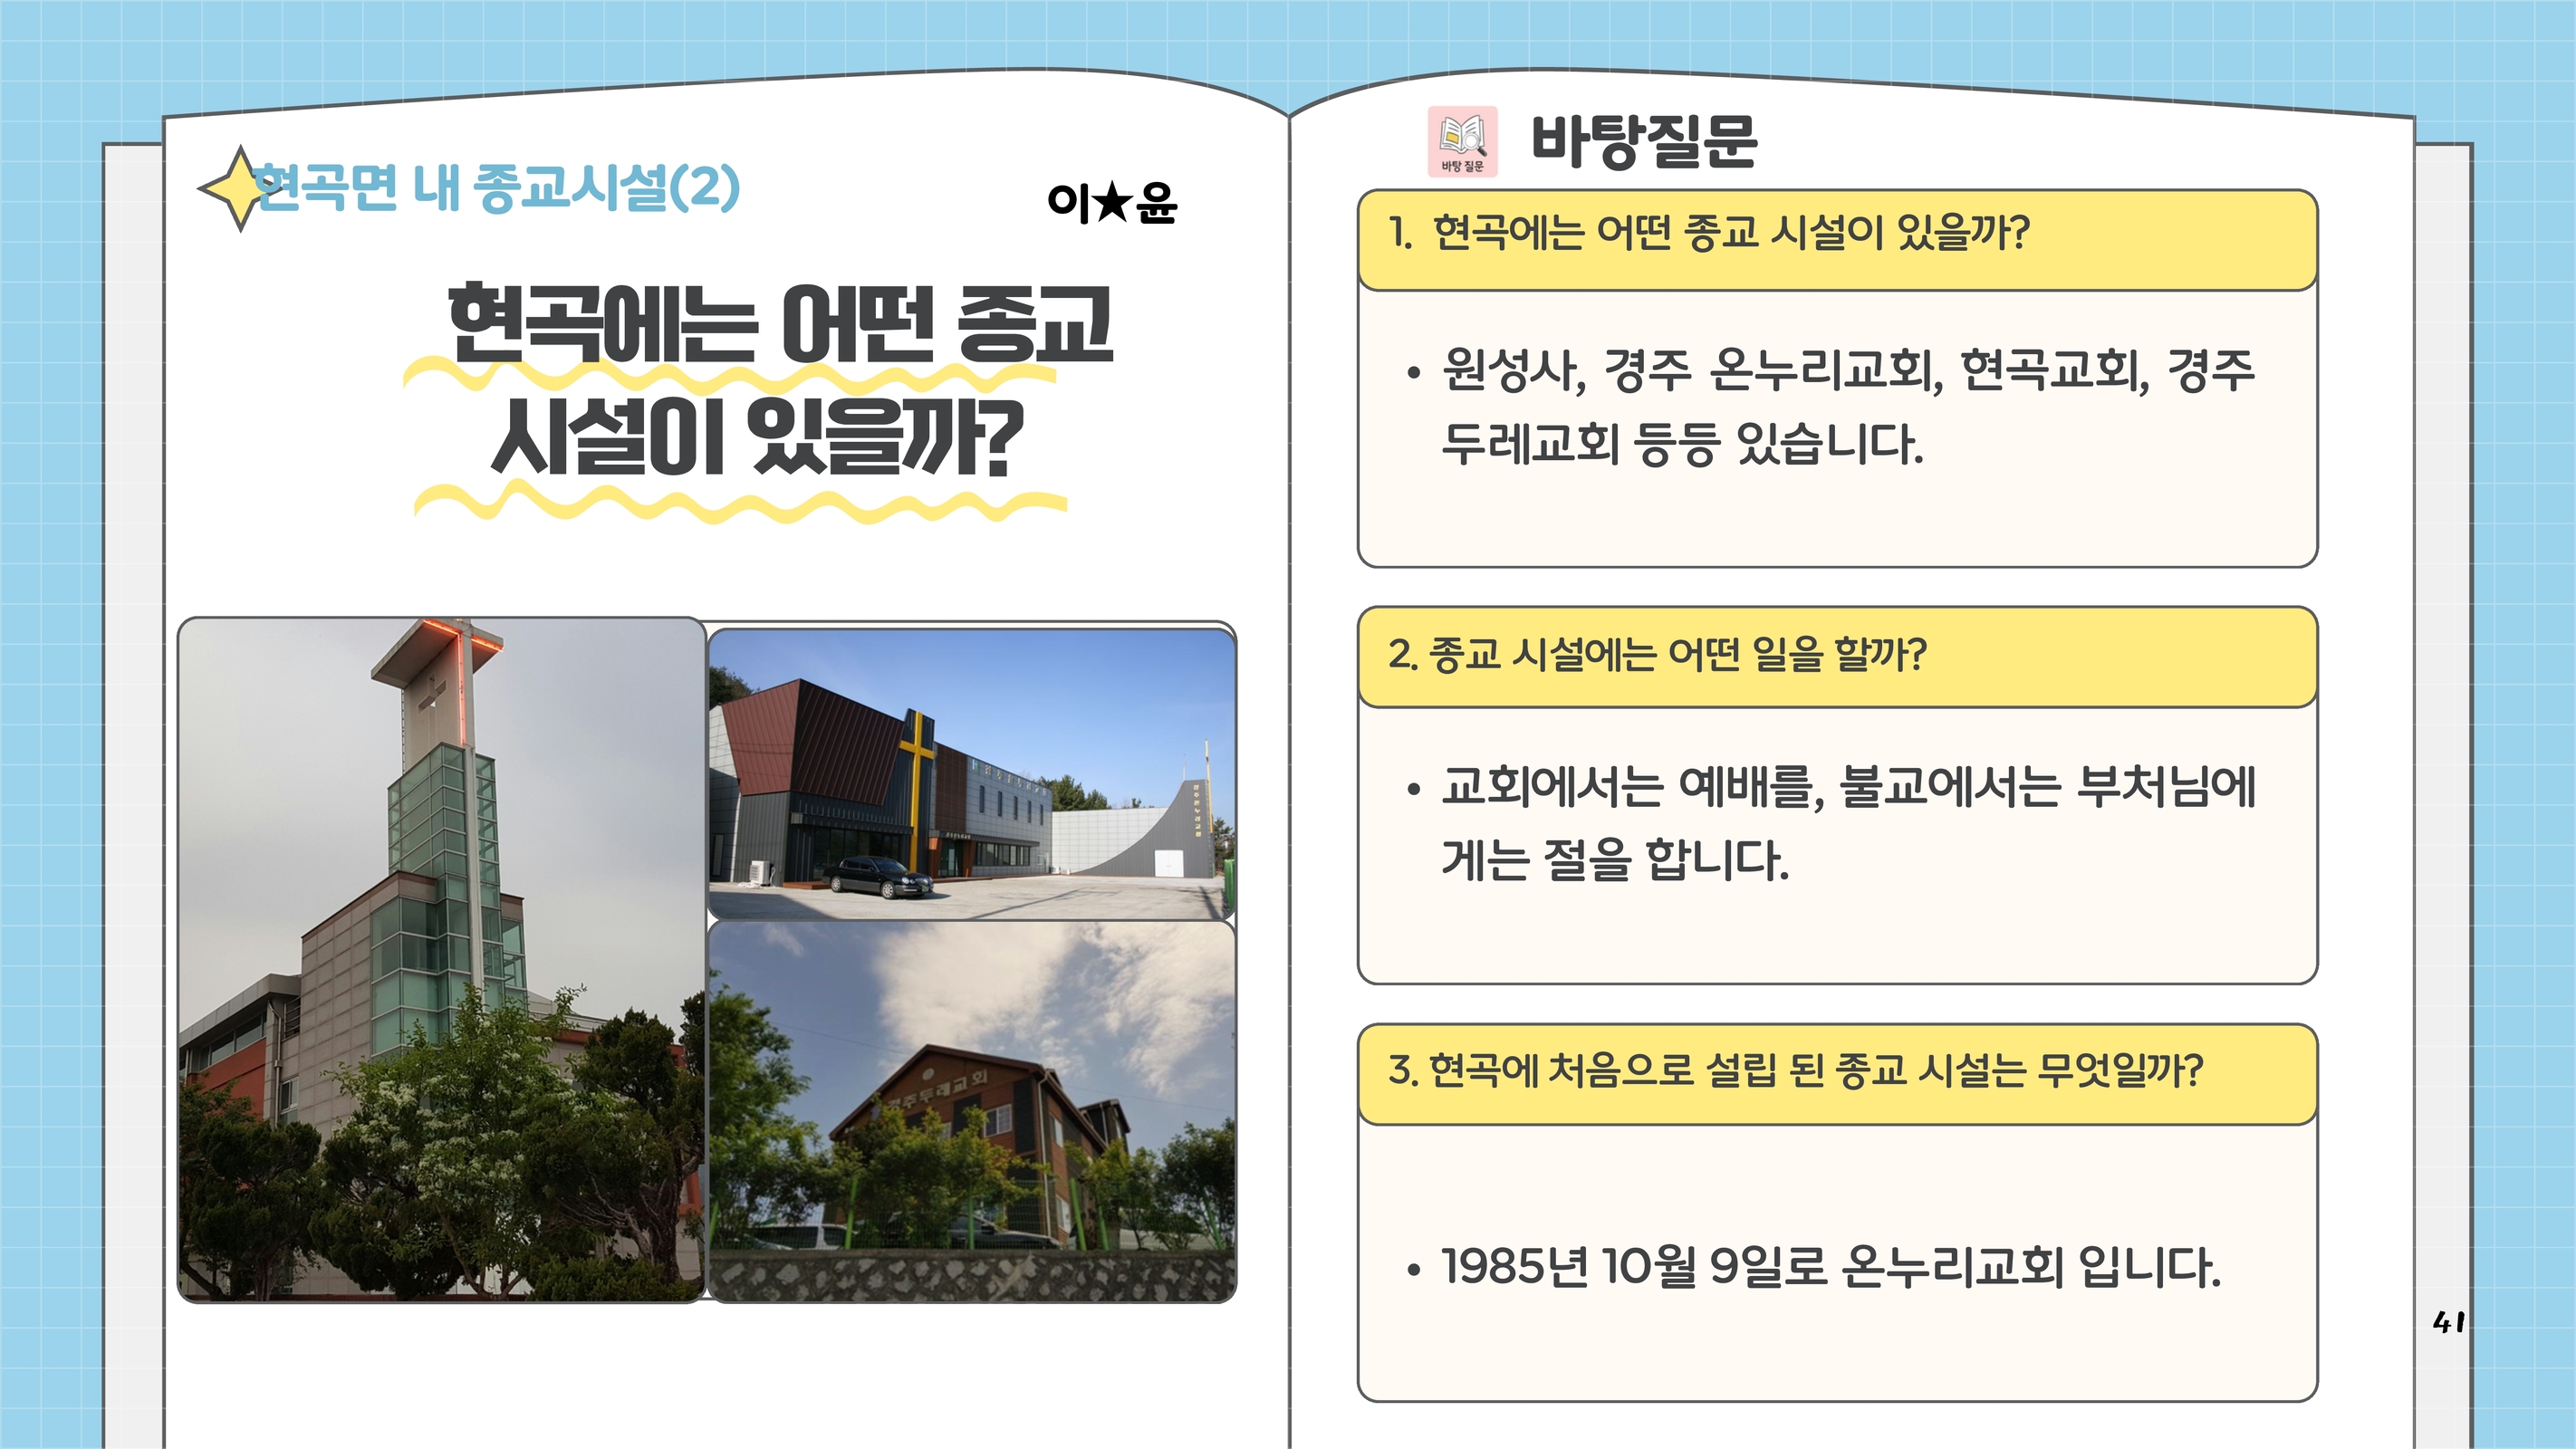 현곡면 내 종교시설(2)
이★윤
현곡에는 어떤 종교
시설이 있을까?
경주온누리교회
두레교회
바탕 질문
바탕질문
1. 현곡에는 어떤 종교 시설이 있을까?
• 원성사, 경주 온누리교회, 현곡교회, 경주
두레교회 등등 있습니다.
2. 종교 시설에는 어떤 일을 할까?
• 교회에서는 예배를, 불교에서는 부처님에
게는 절을 합니다.
3. 현곡에 처음으로 설립 된 종교 시설는 무엇일까?
• 1985년 10월 9일로 온누리교회 입니다.
41